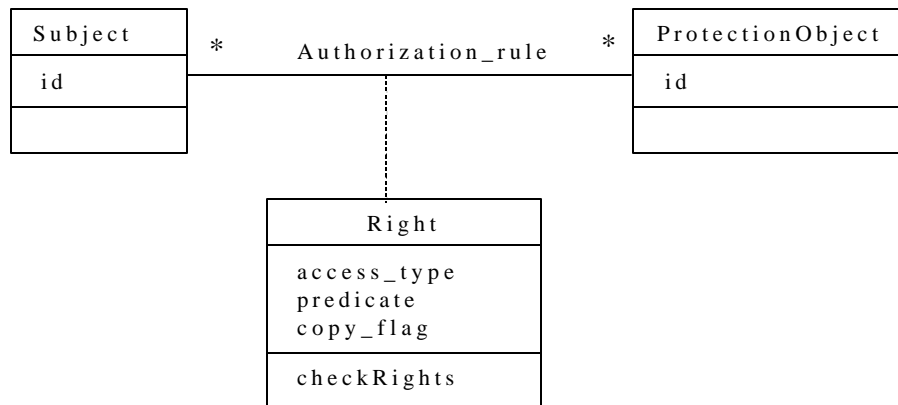 Subject
id
*
Authorization_rule
*
ProtectionObject
id
Right
access_type
predicate
copy_flag
checkRights